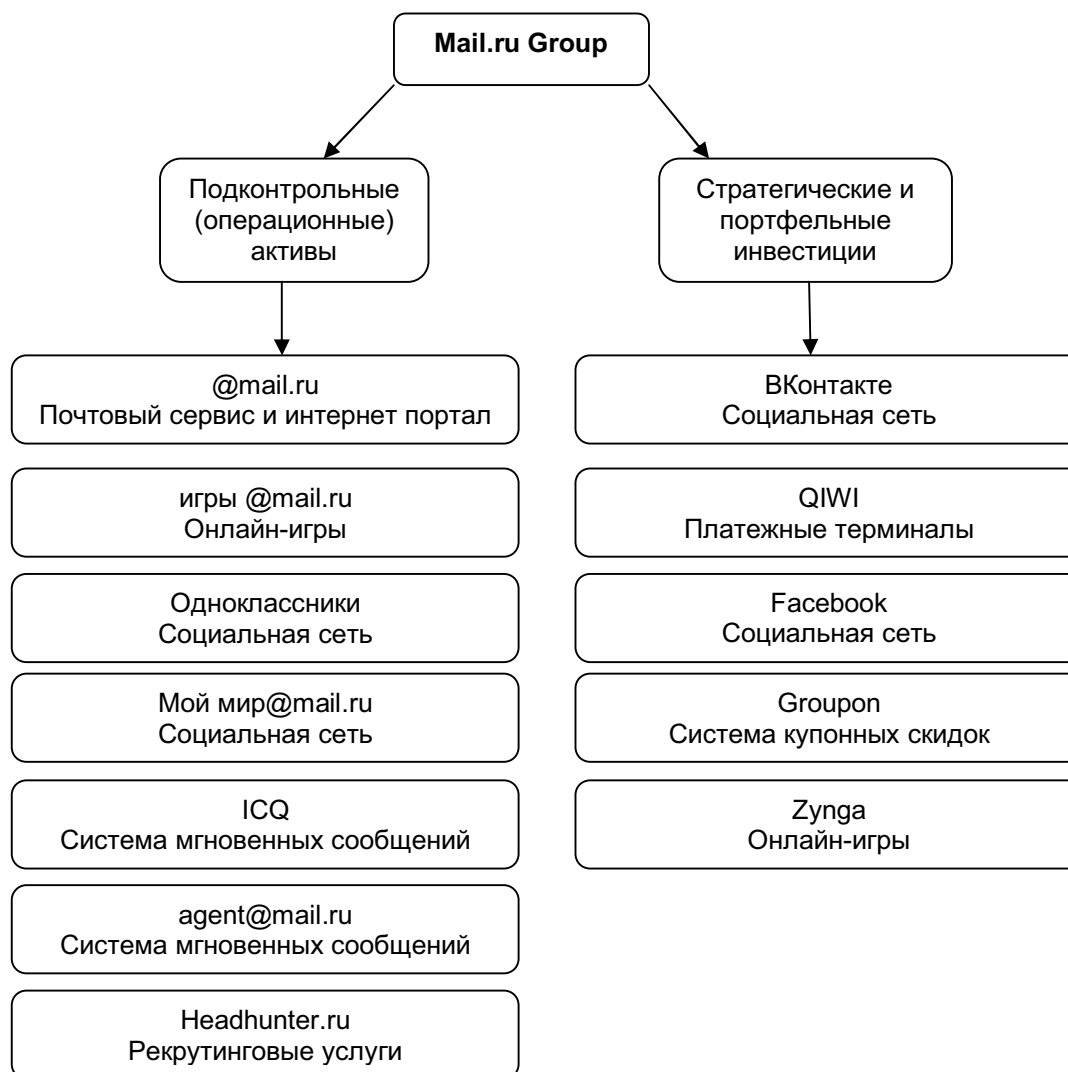 Mail.ru Group
Подконтрольные
(операционные)
активы
Стратегические и
портфельные
инвестиции
@mail.ru
Почтовый сервис и интернет портал
игры @mail.ru
Онлайн-игры
Одноклассники
Социальная сеть
Мой мир@mail.ru
Социальная сеть
ICQ
Система мгновенных сообщений
agent@mail.ru
Система мгновенных сообщений
Headhunter.ru
Рекрутинговые услуги
ВКонтакте
Социальная сеть
QIWI
Платежные терминалы
Facebook
Социальная сеть
Groupon
Система купонных скидок
Zynga
Онлайн-игры